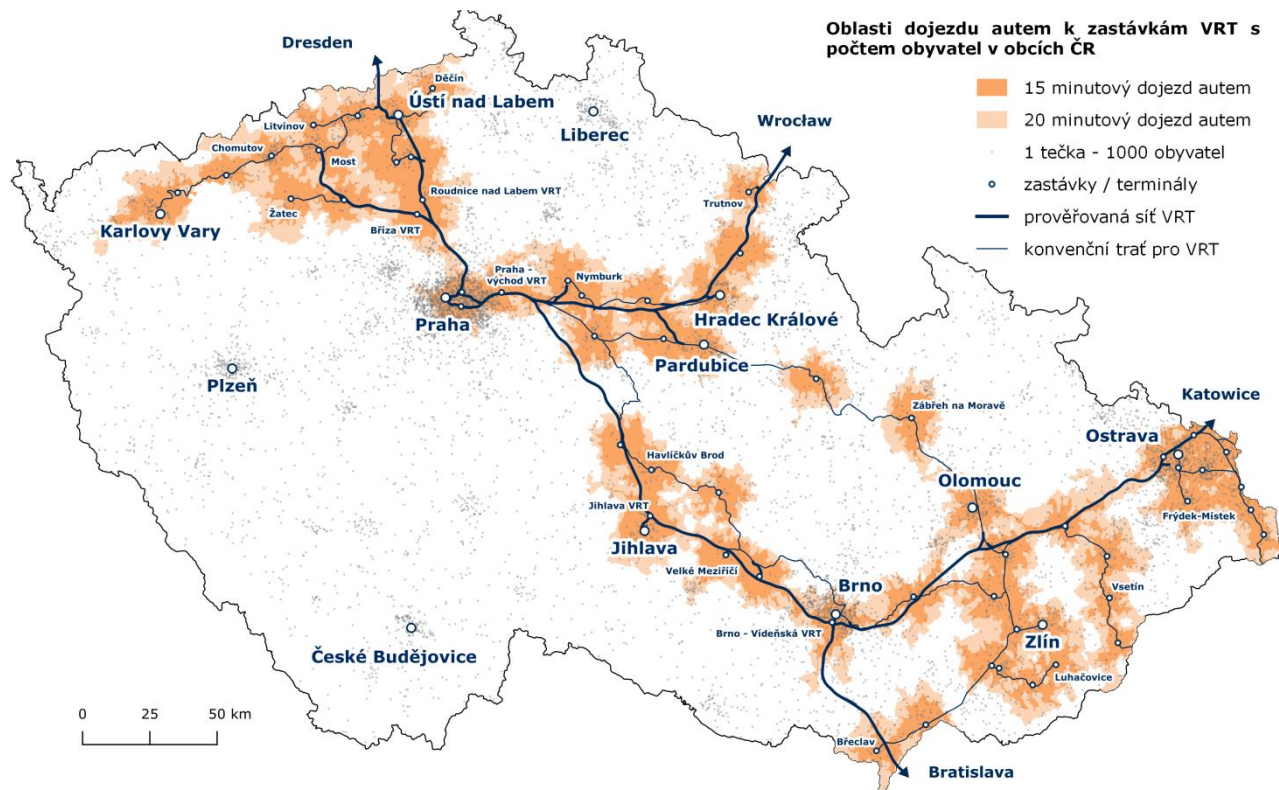 Oblasti dojezdu autem k zastávkám VRT s
počtem obyvatel v obcích ČR
15 minutový dojezd autem
20 minutový dojezd autem
1 tečka - 1000 obyvatel
zastávky / terminály
prověřovaná síť VRT
konvenční trať pro VRT
Dresden
Děčín
Ústí nad Labem
Litvínov
Liberec
Wrocław
Chomutov
Most
Roudnice nad Labem VRT
Trutnov
Žatec
Karlovy Vary
Bříza VRT
Praha -
východ VRT
Nymburk
Praha
Hradec Králové
Pardubice
Plzeň
Katowice
Zábřeh na Moravě
Ostrava
Havlíčkův Brod
Olomouc
Jihlava VRT
Frýdek-Místek
Jihlava
Velké Meziříčí
Brno
Vsetín
Brno - Vídeňská VRT
Zlín
České Budějovice
Luhačovice
0 25 50 km
Břeclav
Bratislava